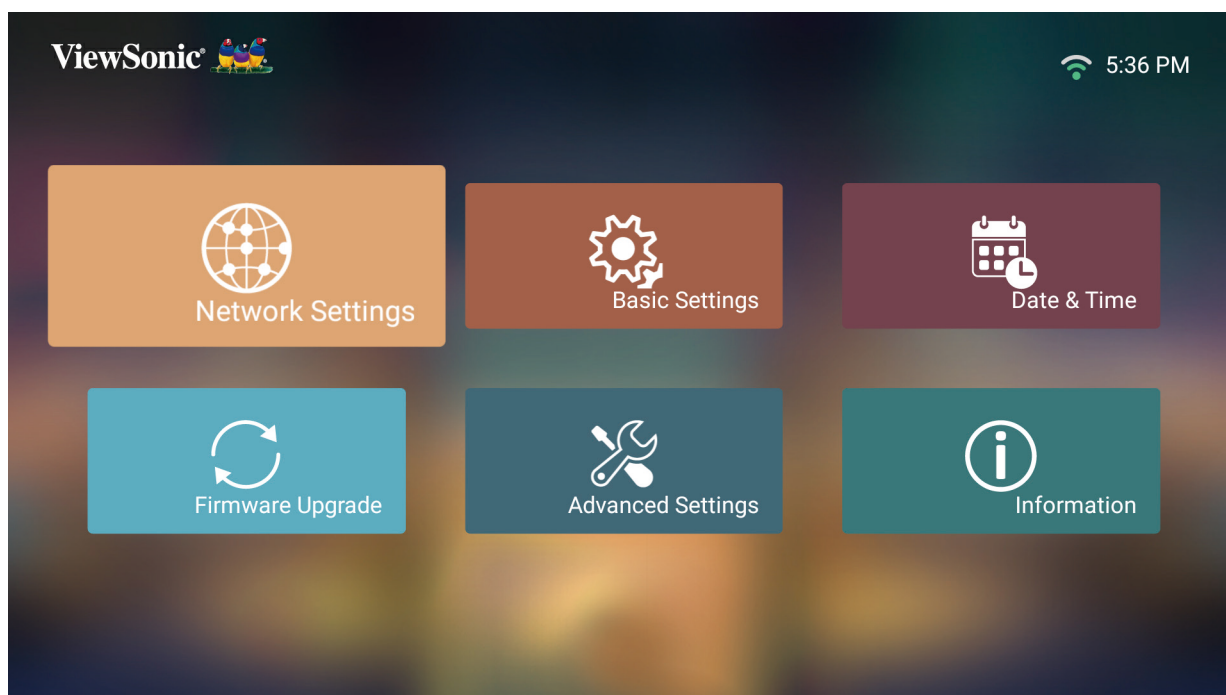 ViewSonic®
5:36 PM
Network Settings
Basic Settings
Date & Time
Firmware Upgrade
Advanced Settings
Information